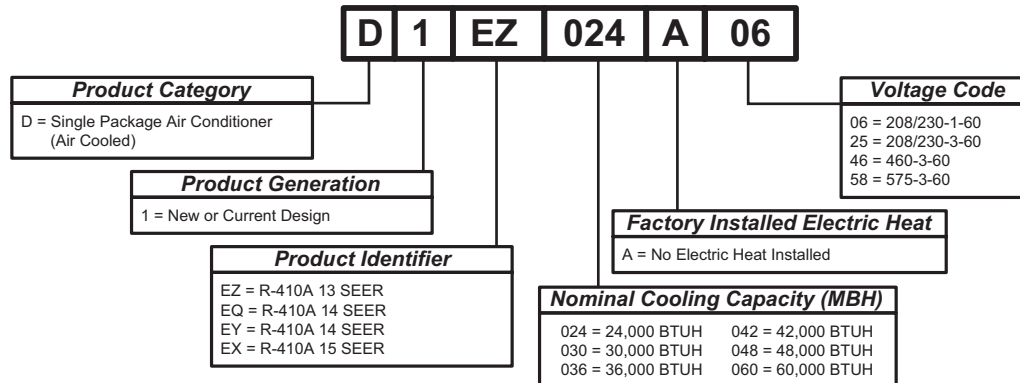 D 1 EZ 024 A 06
Product Category
D = Single Package Air Conditioner
(Air Cooled)
Product Generation
1 = New or Current Design
Product Identifier
EZ = R-410A 13 SEER
EQ = R-410A 14 SEER
EY = R-410A 14 SEER
EX = R-410A 15 SEER
Nominal Cooling Capacity (MBH)
024 = 24,000 BTUH 042 = 42,000 BTUH
030 = 30,000 BTUH 048 = 48,000 BTUH
036 = 36,000 BTUH 060 = 60,000 BTUH
Factory Installed Electric Heat
A = No Electric Heat Installed
Voltage Code
06 = 208/230-1-60
25 = 208/230-3-60
46 = 460-3-60
58 = 575-3-60